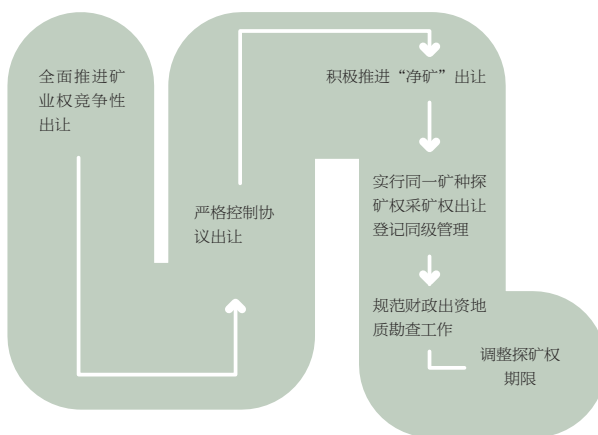 全面推进矿
业权竞争性
出让
严格控制协
议出让
积极推进“净矿”出让
实行同一矿种探
矿权采矿权出让
登记同级管理
规范财政出资地
质勘查工作
调整探矿权
期限